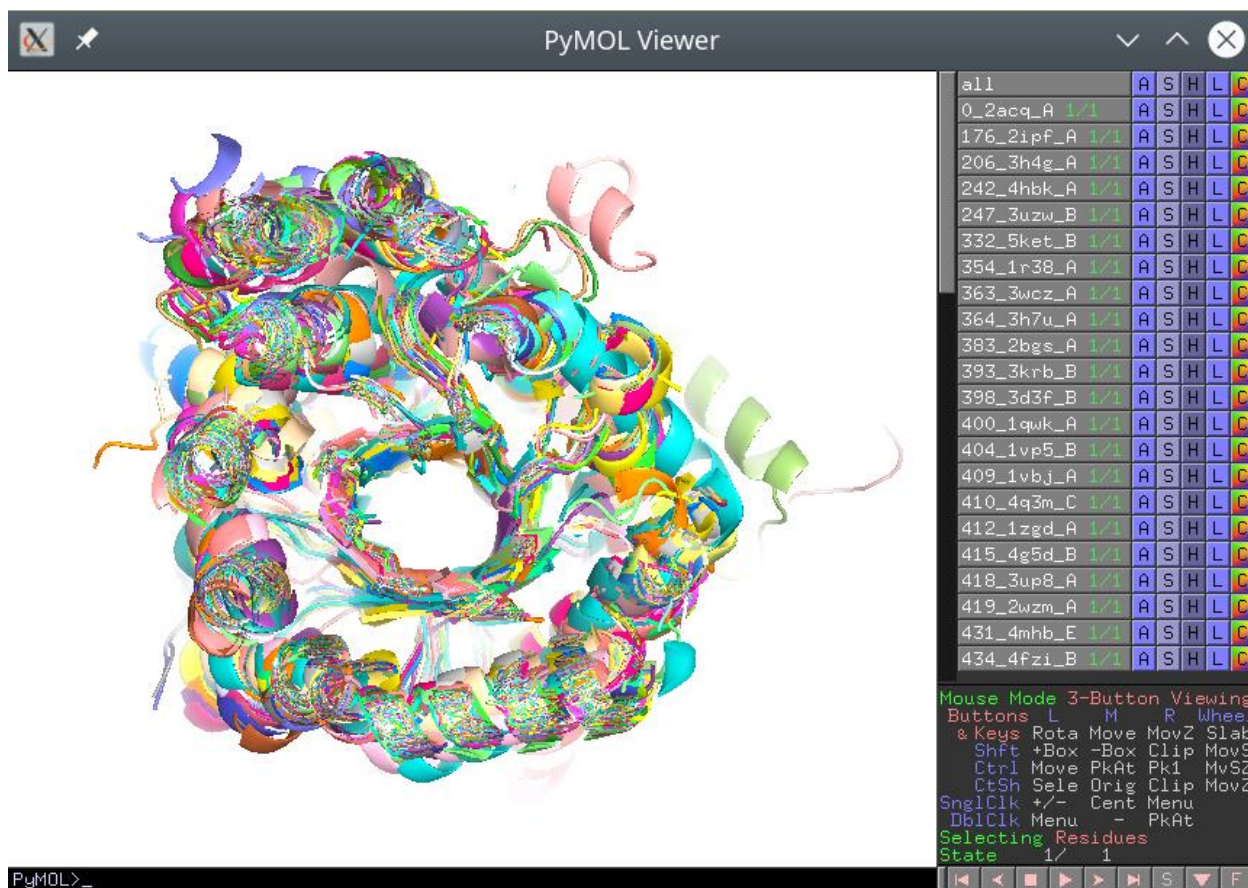 PyMOL Viewer
all A S H L C
0_2acq_A 1/1 A S H L C
176_2ipf_A 1/1 A S H L C
206_3h4g_A 1/1 A S H L C
242_4hbk_A 1/1 A S H L C
247_3uzw_B 1/1 A S H L C
332_5ket_B 1/1 A S H L C
354_1r38_A 1/1 A S H L C
363_3wcz_A 1/1 A S H L C
364_3h7u_A 1/1 A S H L C
383_2bgs_A 1/1 A S H L C
393_3krb_B 1/1 A S H L C
398_3d3f_B 1/1 A S H L C
400_1qwk_A 1/1 A S H L C
404_1vp5_B 1/1 A S H L C
409_1vbj_A 1/1 A S H L C
410_4q3m_C 1/1 A S H L C
412_1zgd_A 1/1 A S H L C
415_4g5d_B 1/1 A S H L C
418_3up8_A 1/1 A S H L C
419_2wzm_A 1/1 A S H L C
431_4mhb_E 1/1 A S H L C
434_4fzi_B 1/1 A S H L C
Mouse Mode 3-Button Viewing
Buttons L M R Wheel
& Keys Rota Move MovZ Slab
Shft +Box -Box Clip MovS
Ctrl Move PkAt Pk1 MvSZ
CtSh Sele Orig Clip MovZ
SnglClk +/- Cent Menu
DblClk Menu - PkAt
Selecting Residues
State 1/ 1
S F
PyMOL>_